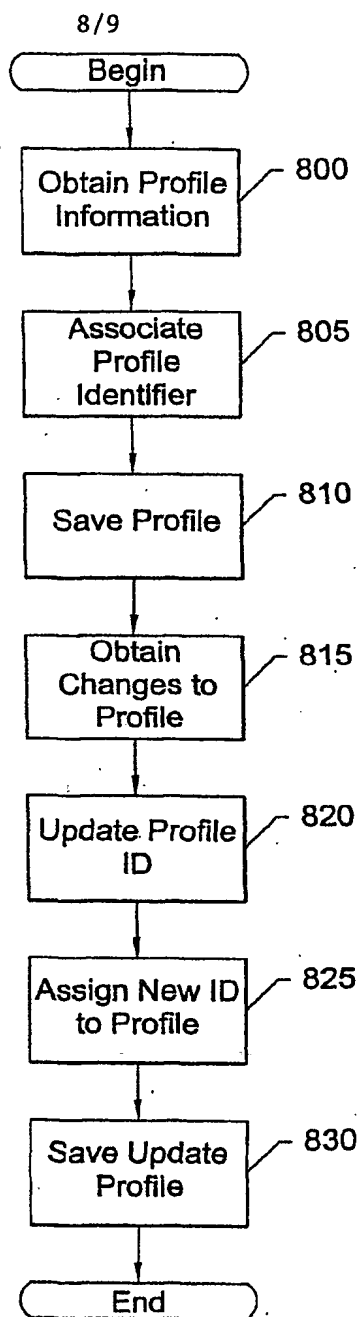 8/9
Begin
Obtain Profile
Information
800
Associate
Profile
Identifier
805
Save Profile
810
Obtain
Changes to
Profile
815
Update Profile
ID
820
Assign New ID
to Profile
825
Save Update
Profile
830
End